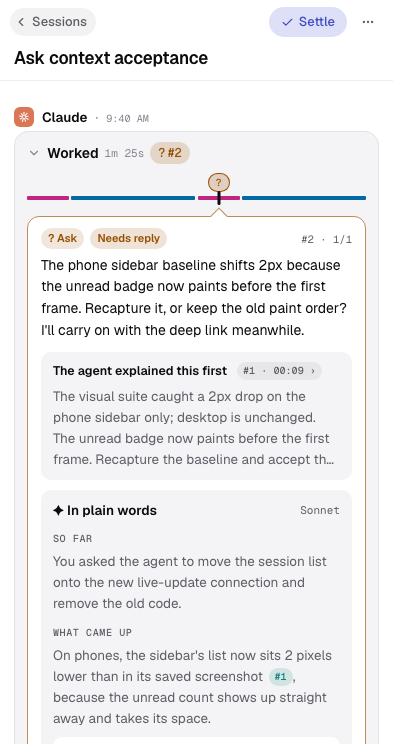 Sessions
Settle
Ask context acceptance
Claude · 9:40 AM
Worked 1m 25s ? #2
?
? Ask Needs reply #2 · 1/1
The phone sidebar baseline shifts 2px because
the unread badge now paints before the first
frame. Recapture it, or keep the old paint order?
I'll carry on with the deep link meanwhile.
The agent explained this first #1 · 00:09 ›
The visual suite caught a 2px drop on the
phone sidebar only; desktop is unchanged.
The unread badge now paints before the first
frame. Recapture the baseline and accept th...
In plain words Sonnet
SO FAR
You asked the agent to move the session list
onto the new live-update connection and
remove the old code.
WHAT CAME UP
On phones, the sidebar's list now sits 2 pixels
lower than in its saved screenshot #1,
because the unread count shows up straight
away and takes its space.